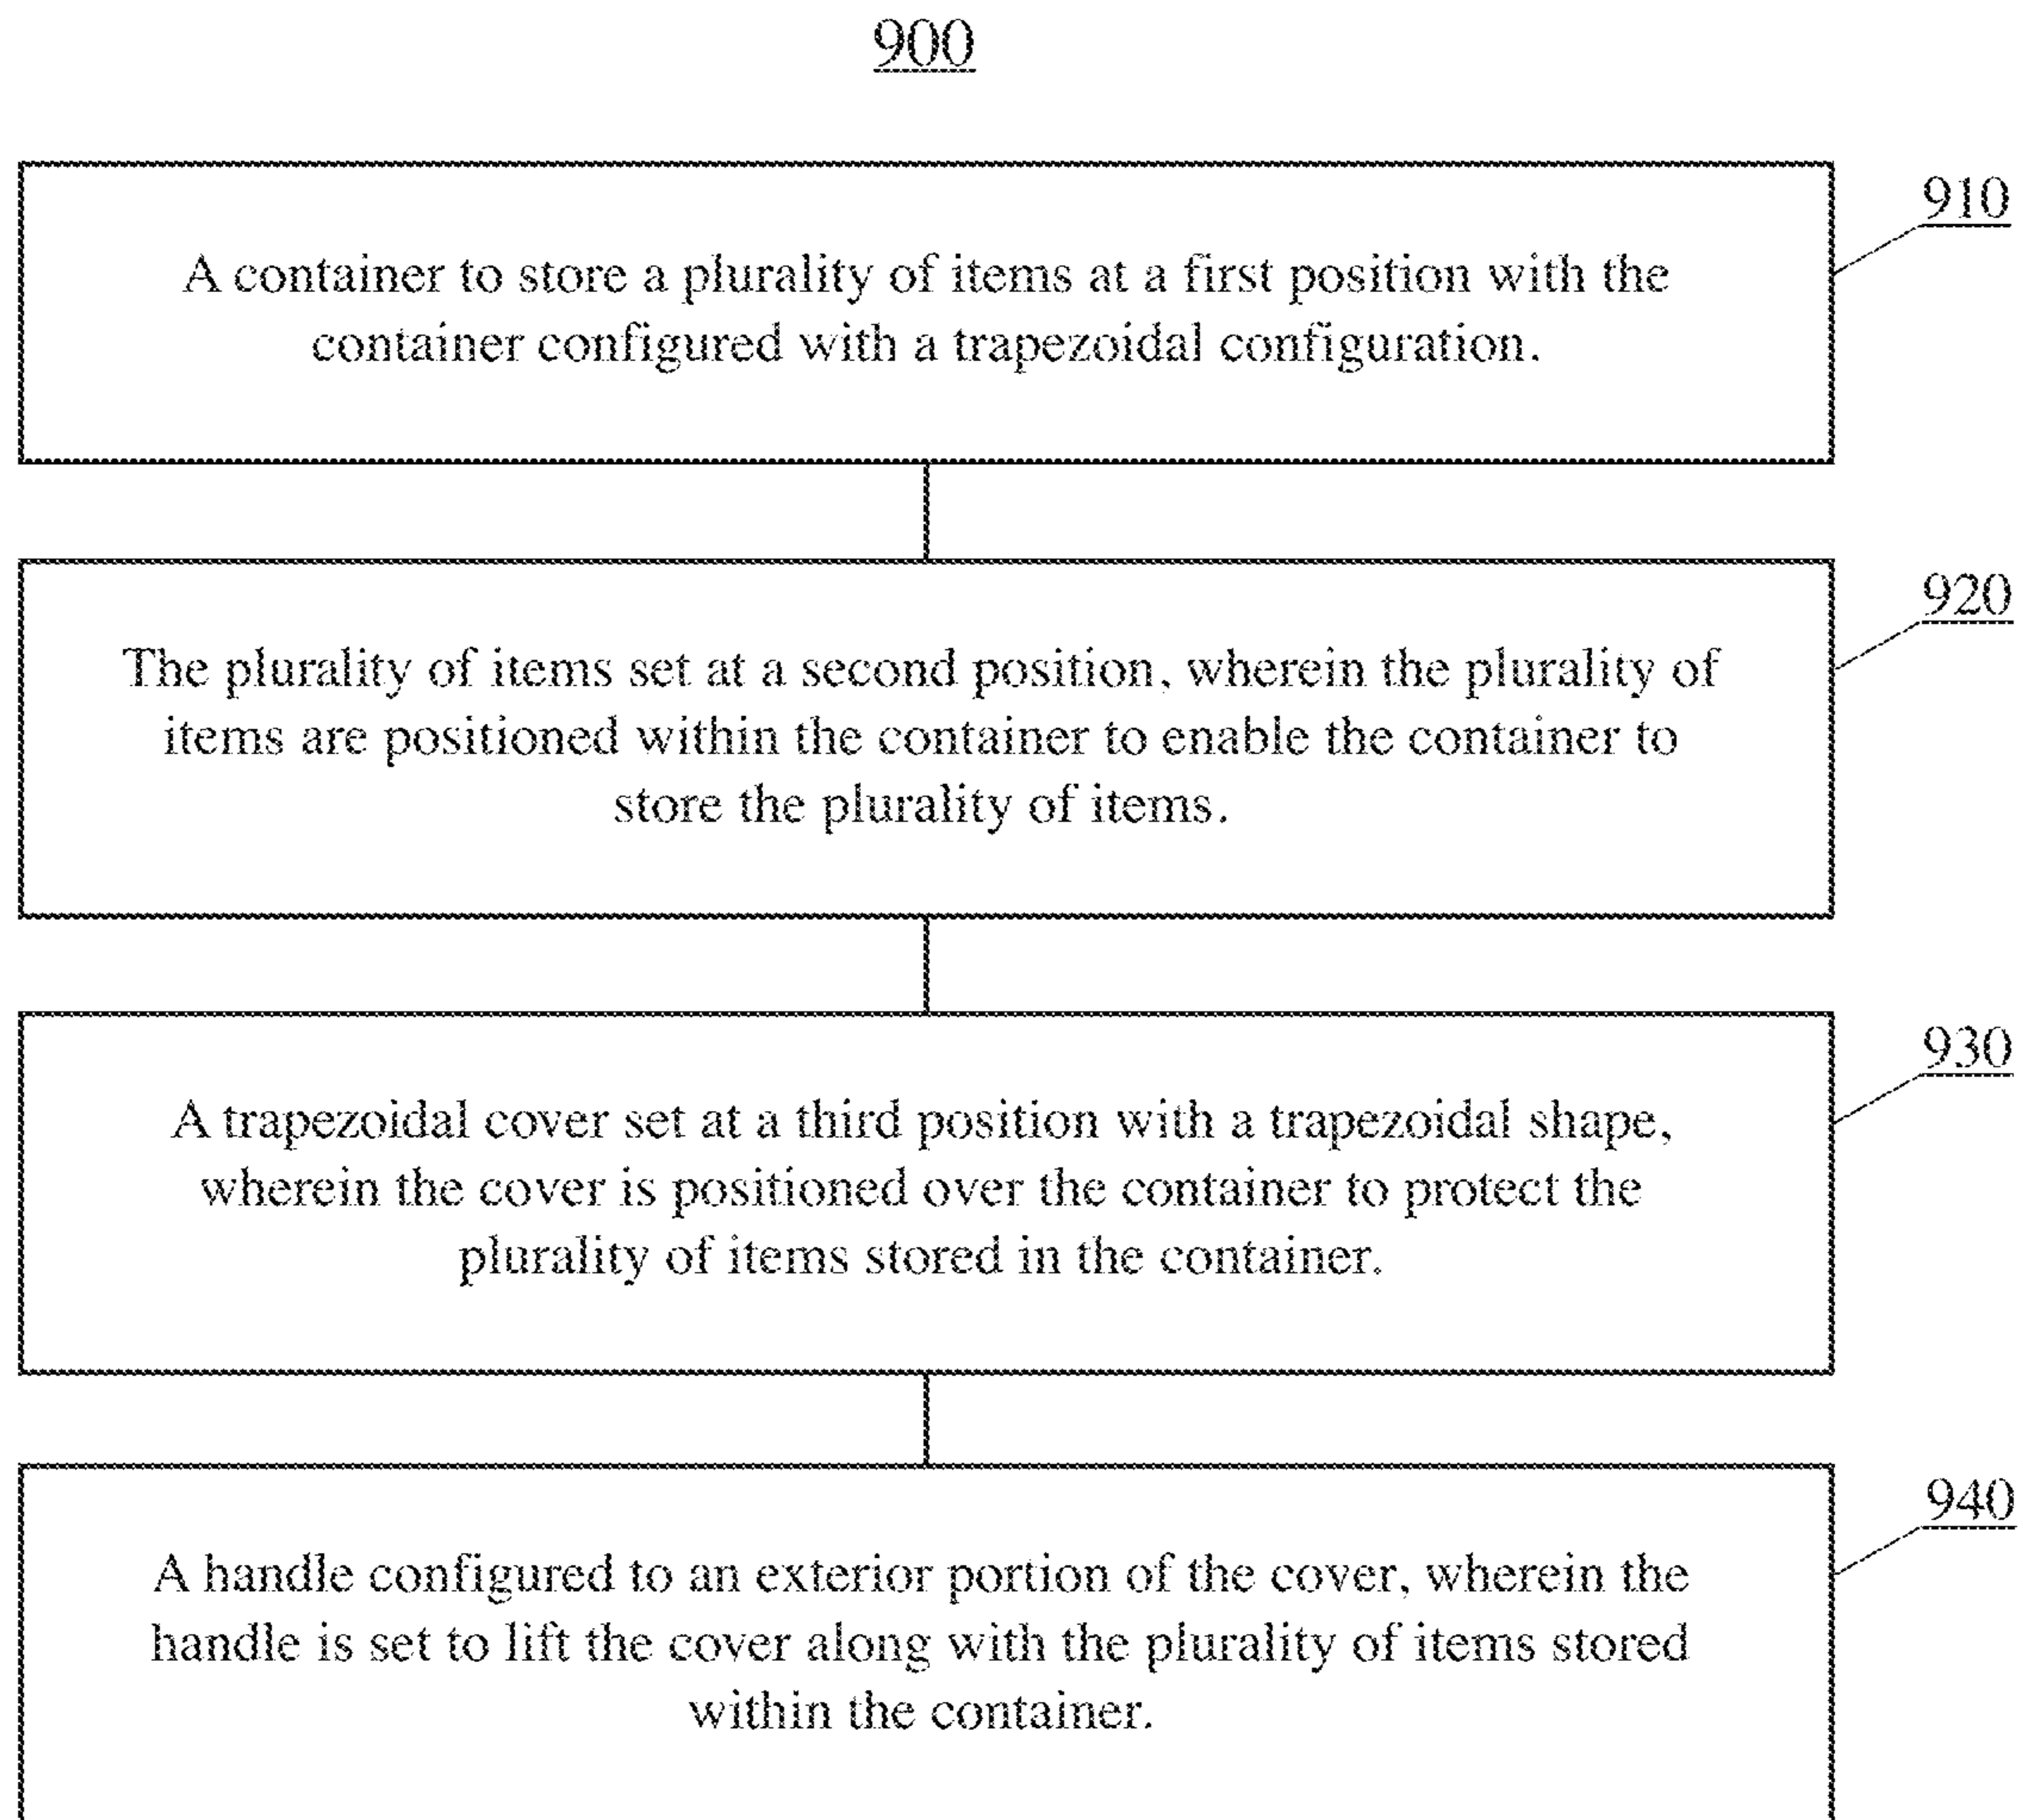 900
910
A container to store a plurality of items at a first position with the
container configured with a trapezoidal configuration.
920
The plurality of items set at a second position, wherein the plurality of
items are positioned within the container to enable the container to
store the plurality of items.
930
A trapezoidal cover set at a third position with a trapezoidal shape,
wherein the cover is positioned over the container to protect the
plurality of items stored in the container.
940
A handle configured to an exterior portion of the cover, wherein the
handle is set to lift the cover along with the plurality of items stored
within the container.